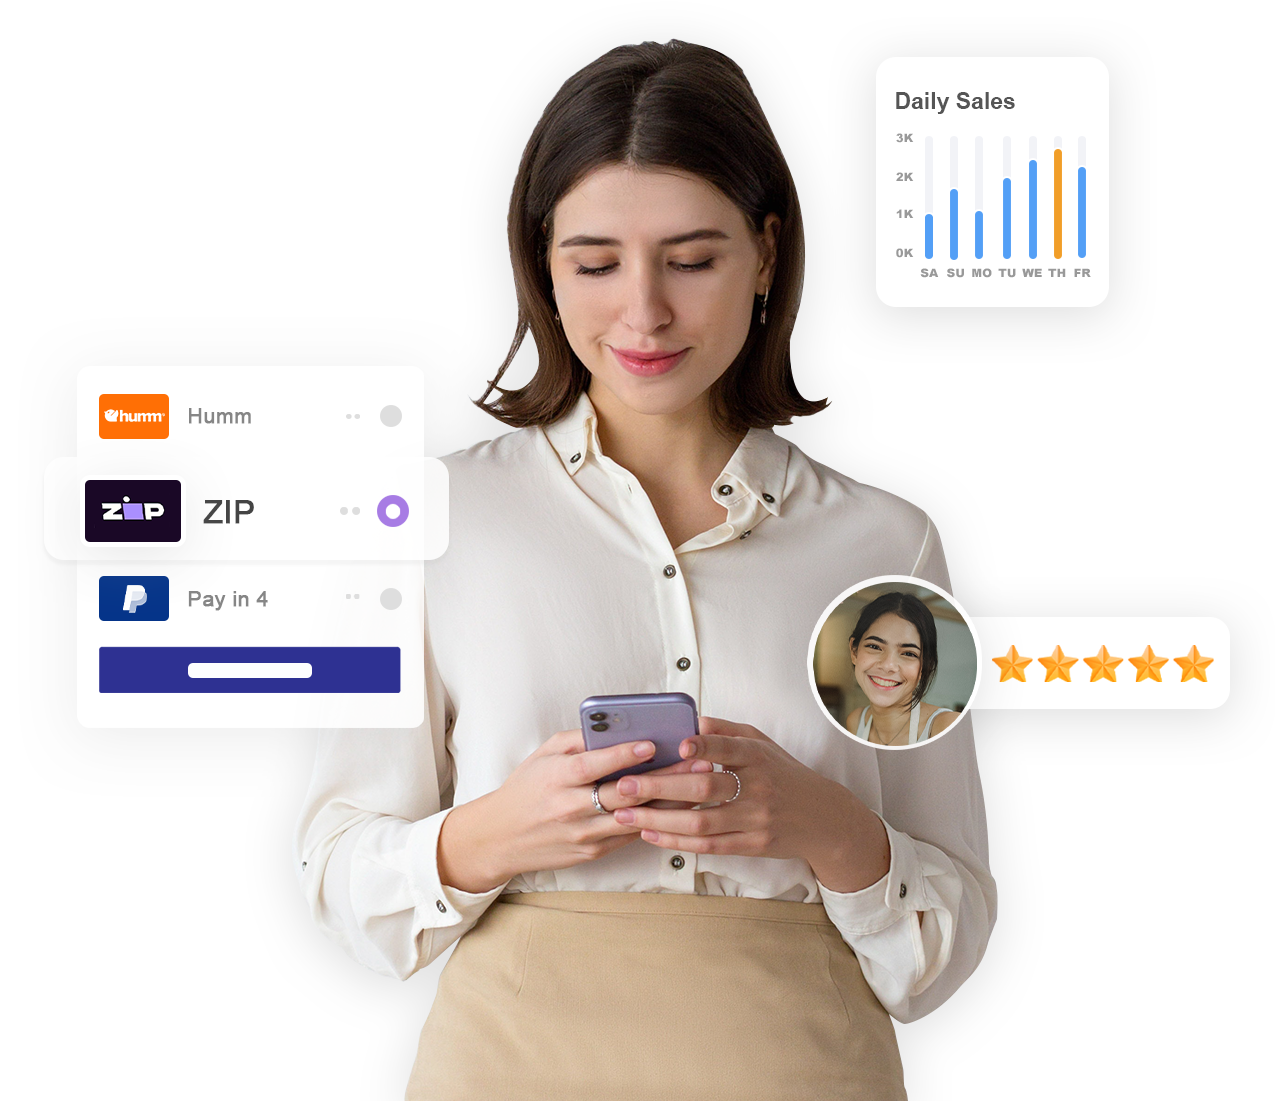 Daily Sales
3K
2K
1K
0K
SA SU MO TU WE TH FR
humm Humm
ZIP ZIP
P Pay in 4